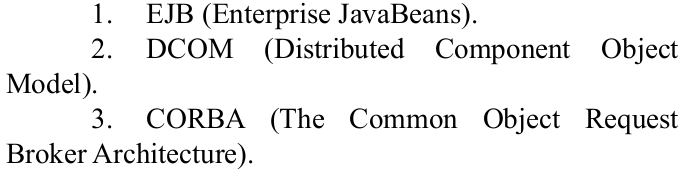 1. EJB (Enterprise JavaBeans).
2. DCOM (Distributed Component Object
Model).
3. CORBA (The Common Object Request
Broker Architecture).